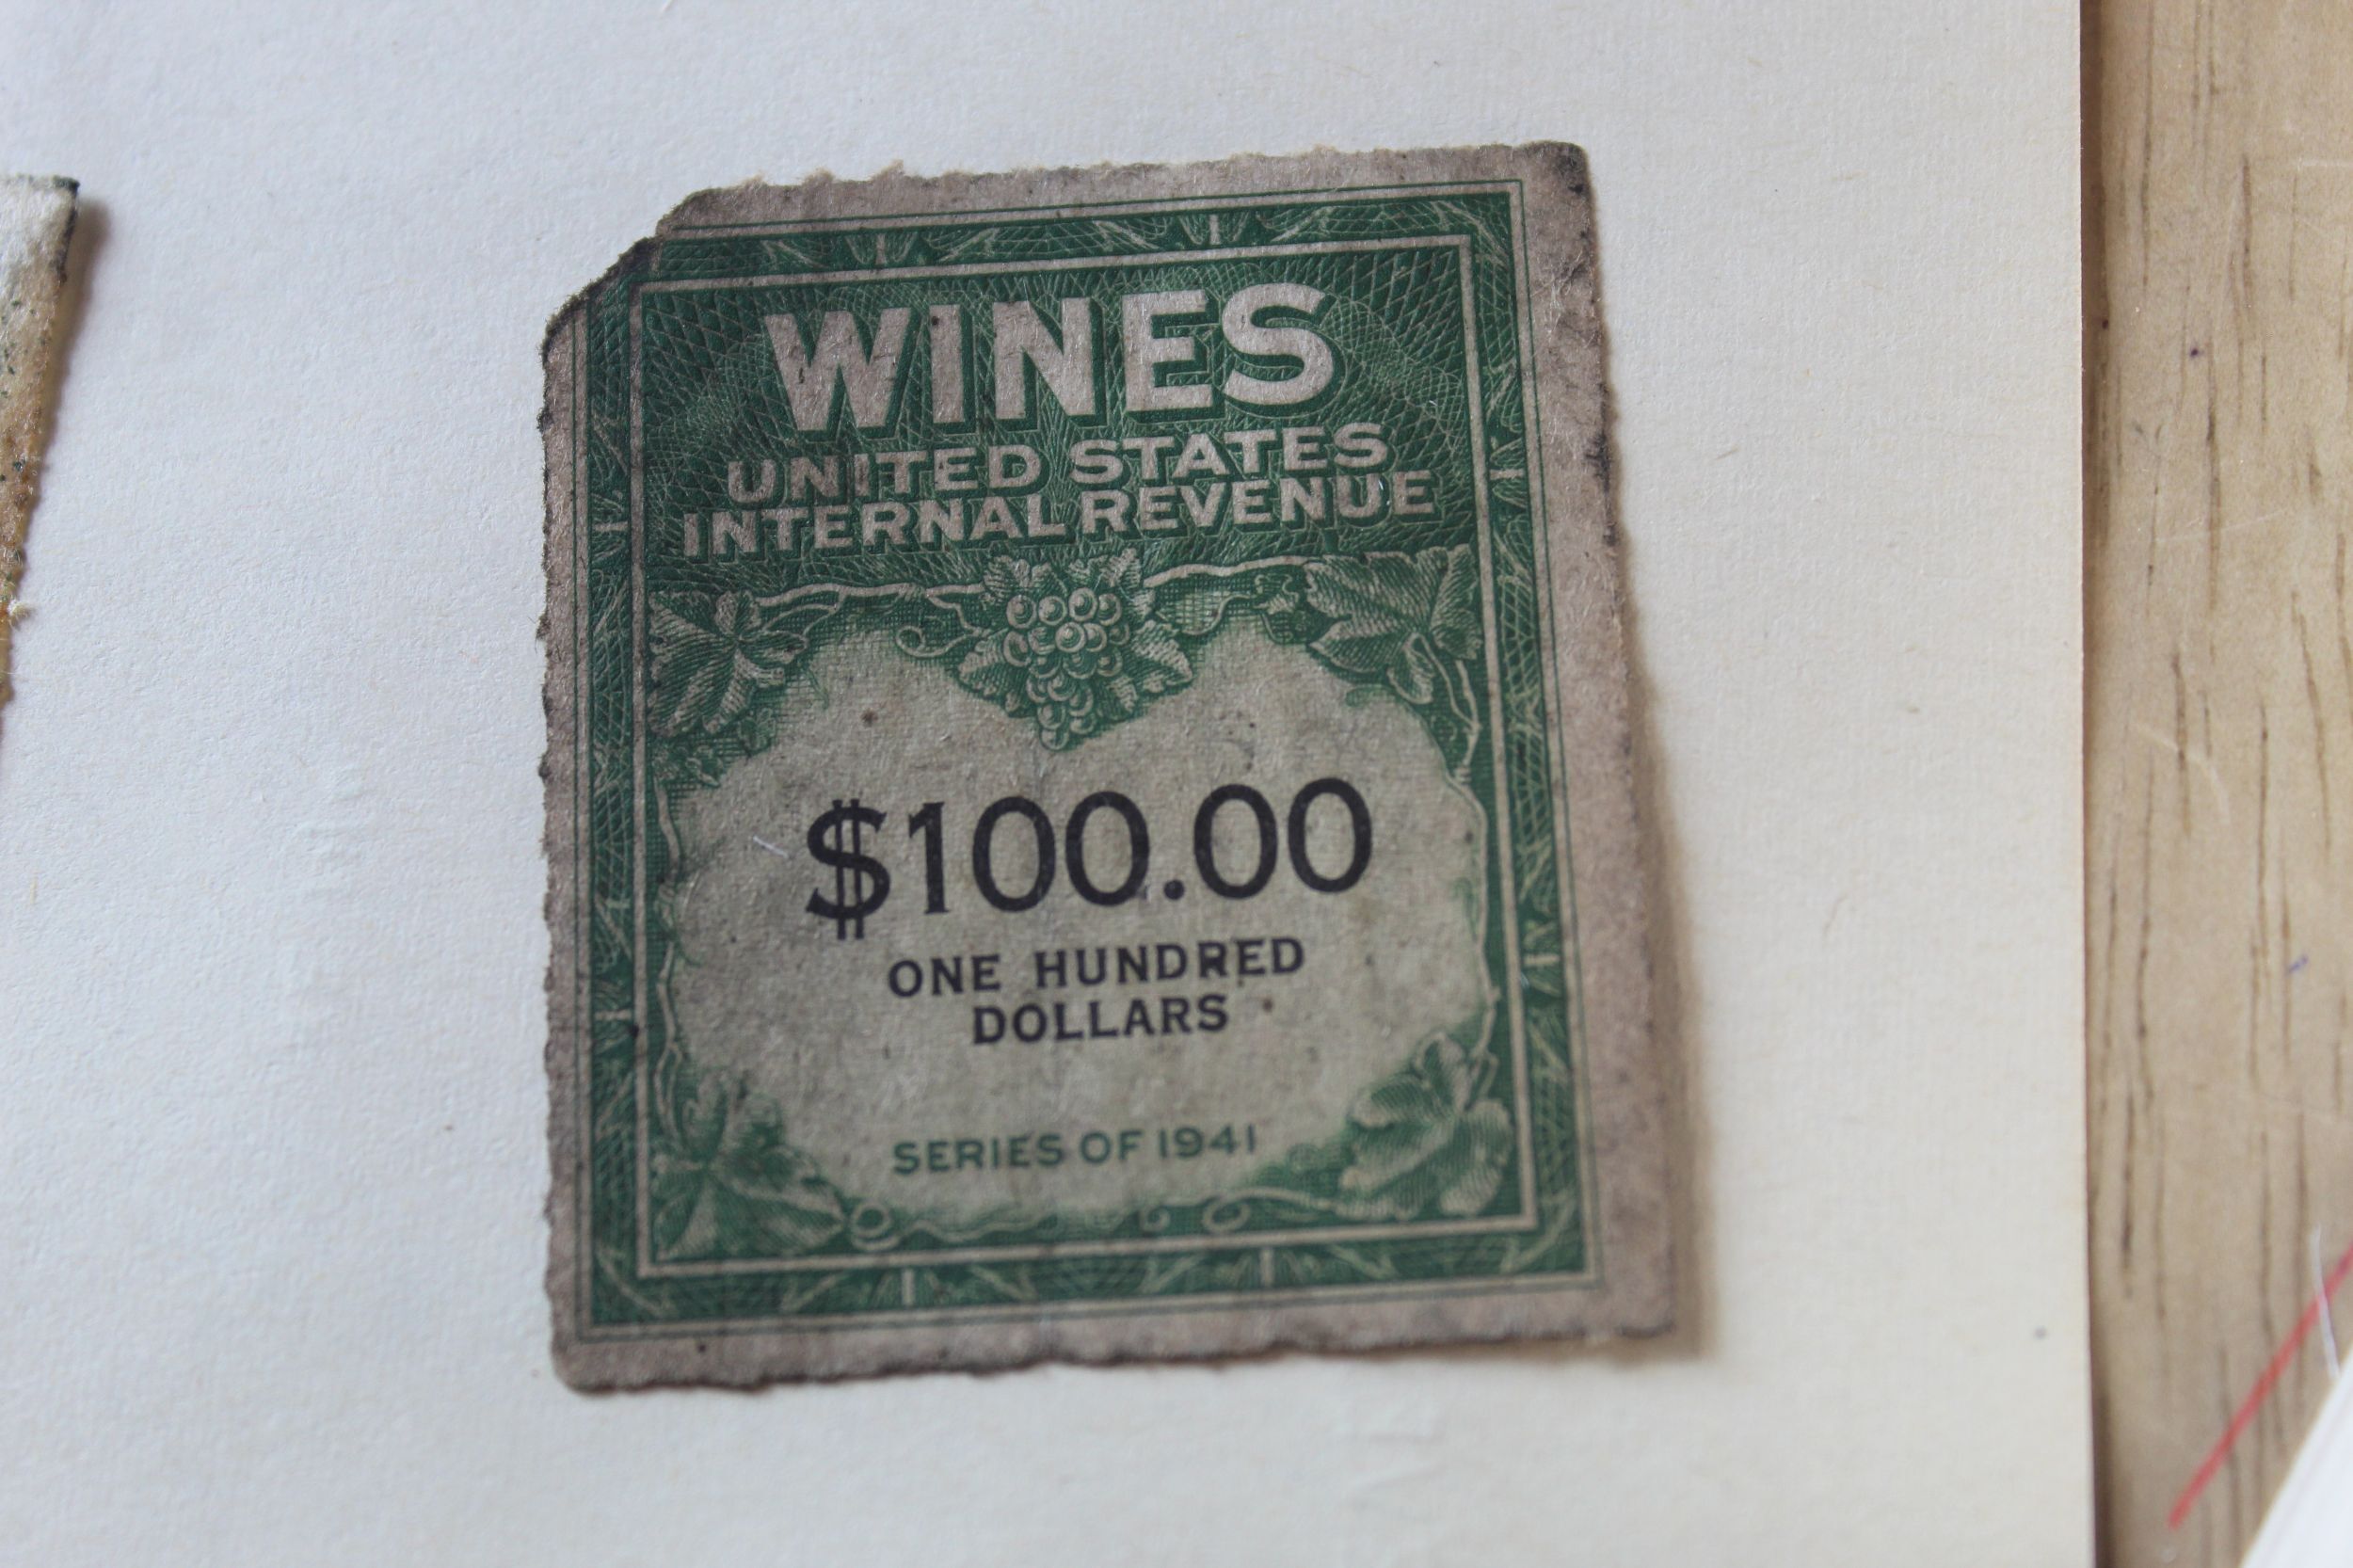 WINES
UNITED STATES
INTERNAL REVENUE
$100.00
ONE HUNDRED
DOLLARS
SERIES OF 1941